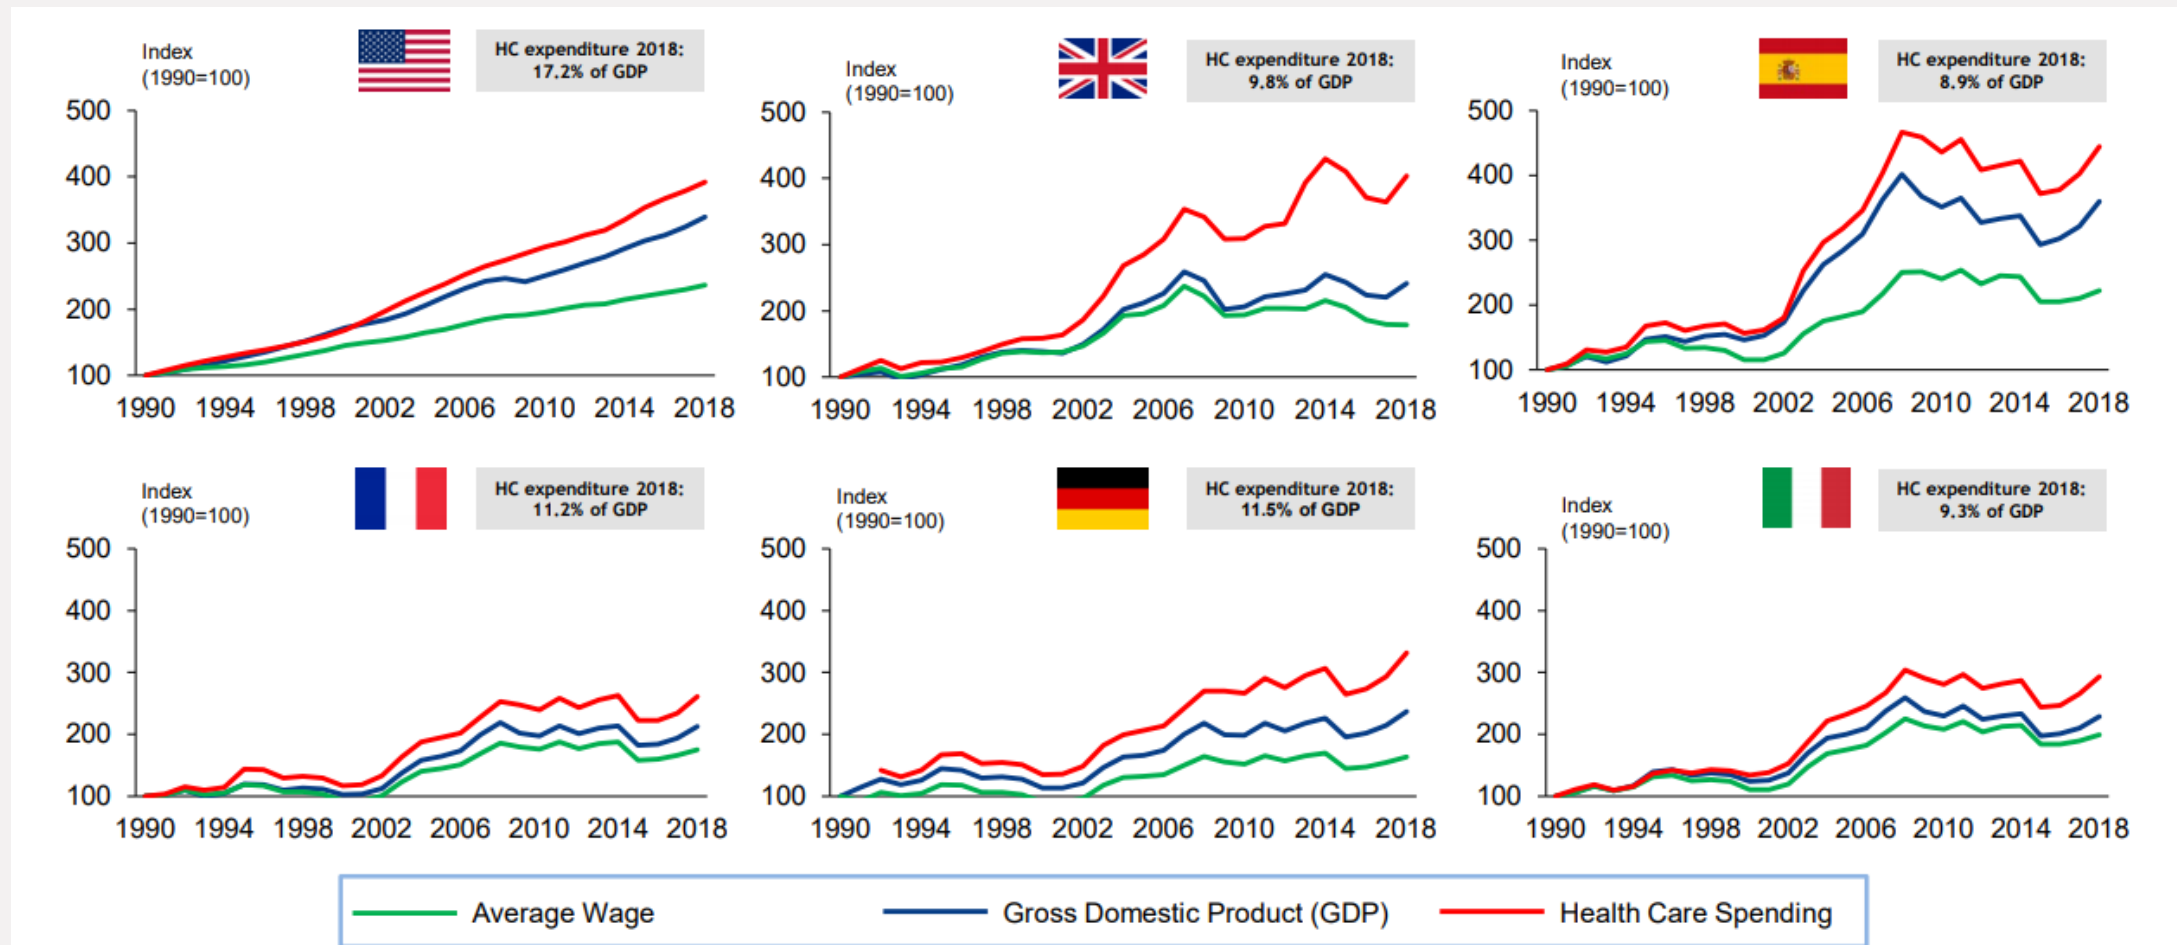 Index
(1990=100)
HC expenditure 2018:
17.2% of GDP
500
400
300
200
100
1990 1994 1998 2002 2006 2010 2014 2018
Index
(1990=100)
HC expenditure 2018:
9.8% of GDP
500
400
300
200
100
1990 1994 1998 2002 2006 2010 2014 2018
Index
(1990=100)
HC expenditure 2018:
8.9% of GDP
500
400
300
200
100
1990 1994 1998 2002 2006 2010 2014 2018
Index
(1990=100)
HC expenditure 2018:
11.2% of GDP
500
400
300
200
100
1990 1994 1998 2002 2006 2010 2014 2018
Index
(1990=100)
HC expenditure 2018:
11.5% of GDP
500
400
300
200
100
1990 1994 1998 2002 2006 2010 2014 2018
Index
(1990=100)
HC expenditure 2018:
9.3% of GDP
500
400
300
200
100
1990 1994 1998 2002 2006 2010 2014 2018
Average Wage
Gross Domestic Product (GDP)
Health Care Spending